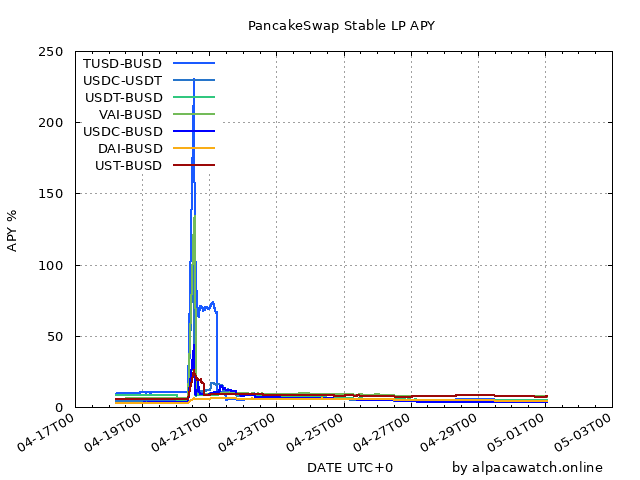 PancakeSwap Stable LP APY
250
200
150
100
50
0
APY %
TUSD-BUSD
USDC-USDT
USDT-BUSD
VAI-BUSD
USDC-BUSD
DAI-BUSD
UST-BUSD
04-17T00
04-19T00
04-21T00
04-23T00
04-25T00
04-27T00
04-29T00
05-01T00
05-03T00
DATE UTC+0
by alpacawatch.online